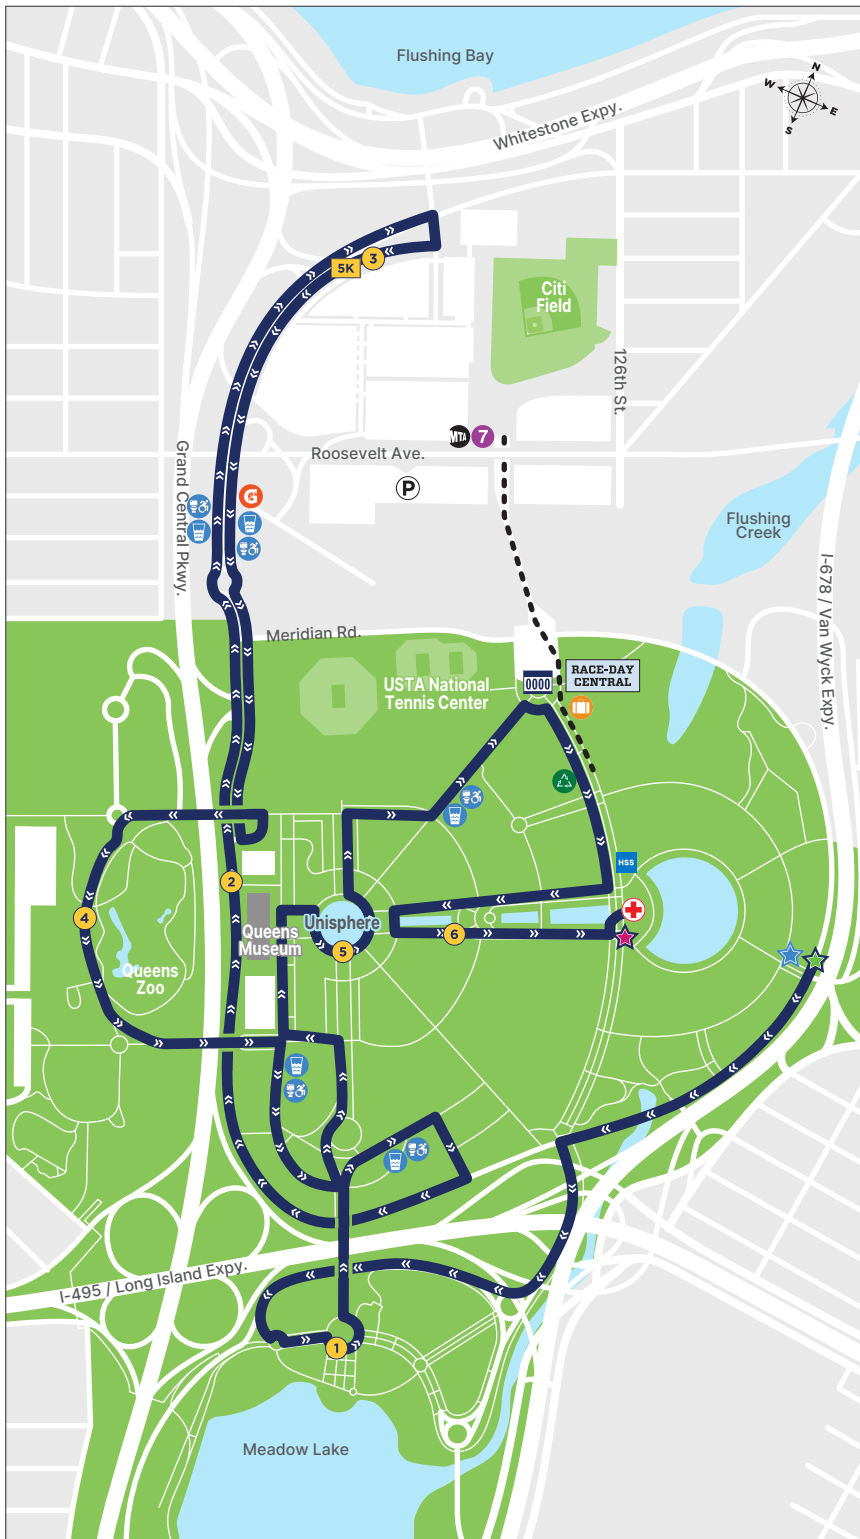 Flushing Bay
N
W
E
S
Whitestone Expy.
3
5K
Citi
Field
126th St.
MTA
7
Roosevelt Ave.
P
G
Flushing
Creek
Grand Central Pkwy.
I-678 / Van Wyck Expy.
Meridian Rd.
RACE-DAY
CENTRAL
0000
USTA National
Tennis Center
HSS
2
4
Unisphere
Queens
Museum
6
5
Queens
Zoo
I-495 / Long Island Expy.
1
Meadow Lake